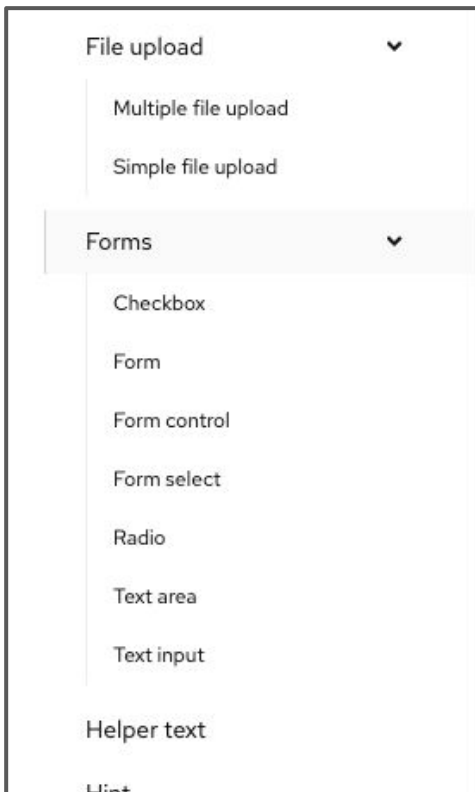 File upload
Multiple file upload
Simple file upload
Forms
Checkbox
Form
Form control
Form select
Radio
Text area
Text input
Helper text
Hint